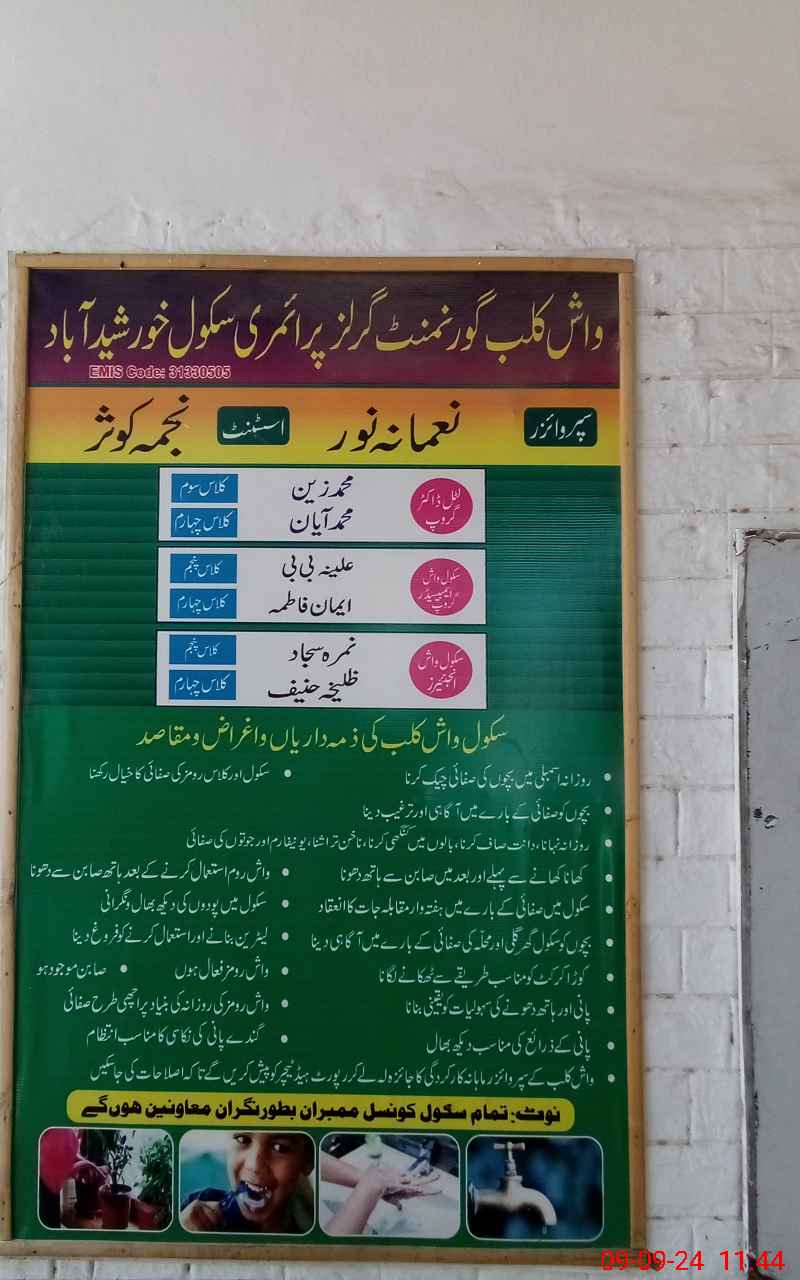 واش کلب گورنمنٹ گرلز پرائمری سکول خورشید آباد
EMIS Code: 31330505
سپروائزر نعمانہ نور اسسٹنٹ نجمہ کوثر
لٹل ڈاکٹر گروپ
محمد زین کلاس سوم
محمد آیان کلاس چہارم
سکول واش ایمبیسیڈر گروپ
علینہ بی بی کلاس پنجم
ایمان فاطمہ کلاس چہارم
سکول واش انجینئیرز
نمرہ سجاد کلاس پنجم
ظلیخہ حنیف کلاس چہارم
سکول واش کلب کی ذمہ داریاں و اغراض و مقاصد
• روزانہ اسمبلی میں بچوں کی صفائی چیک کرنا • سکول اور کلاس رومز کی صفائی کا خیال رکھنا
• بچوں کو صفائی کے بارے میں آگاہی اور ترغیب دینا
• روزانہ نہانا، دانت صاف کرنا، بالوں میں کنگھی کرنا، ناخن تراشنا، یونیفارم اور جوتوں کی صفائی
• کھانا کھانے سے پہلے اور بعد میں صابن سے ہاتھ دھونا • واش روم استعمال کرنے کے بعد ہاتھ صابن سے دھونا
• سکول میں صفائی کے بارے میں ہفتہ وار مقابلہ جات کا انعقاد • سکول میں پودوں کی دیکھ بھال و نگرانی
• بچوں کو سکول گھر گلی اور محلّہ کی صفائی کے بارے میں آگاہی دینا • لیٹرین بنانے اور استعمال کرنے کو فروغ دینا
• کوڑا کرکٹ کو مناسب طریقے سے ٹھکانے لگانا • واش رومز فعال ہوں • صابن موجود ہو
• پانی اور ہاتھ دھونے کی سہولیات کو یقینی بنانا • واش رومز کی روزانہ کی بنیاد پر اچھی طرح صفائی
• پانی کے ذرائع کی مناسب دیکھ بھال • گندے پانی کی نکاسی کا مناسب انتظام
• واش کلب کے سپروائزر ماہانہ کارکردگی کا جائزہ لے لے کر رپورٹ ہیڈ ٹیچر کو پیش کریں گے تا کہ اصلاحات کی جا سکیں
نوٹ:۔ تمام سکول کونسل ممبران بطور نگران معاونین ہوں گے
09-09-24 11:44